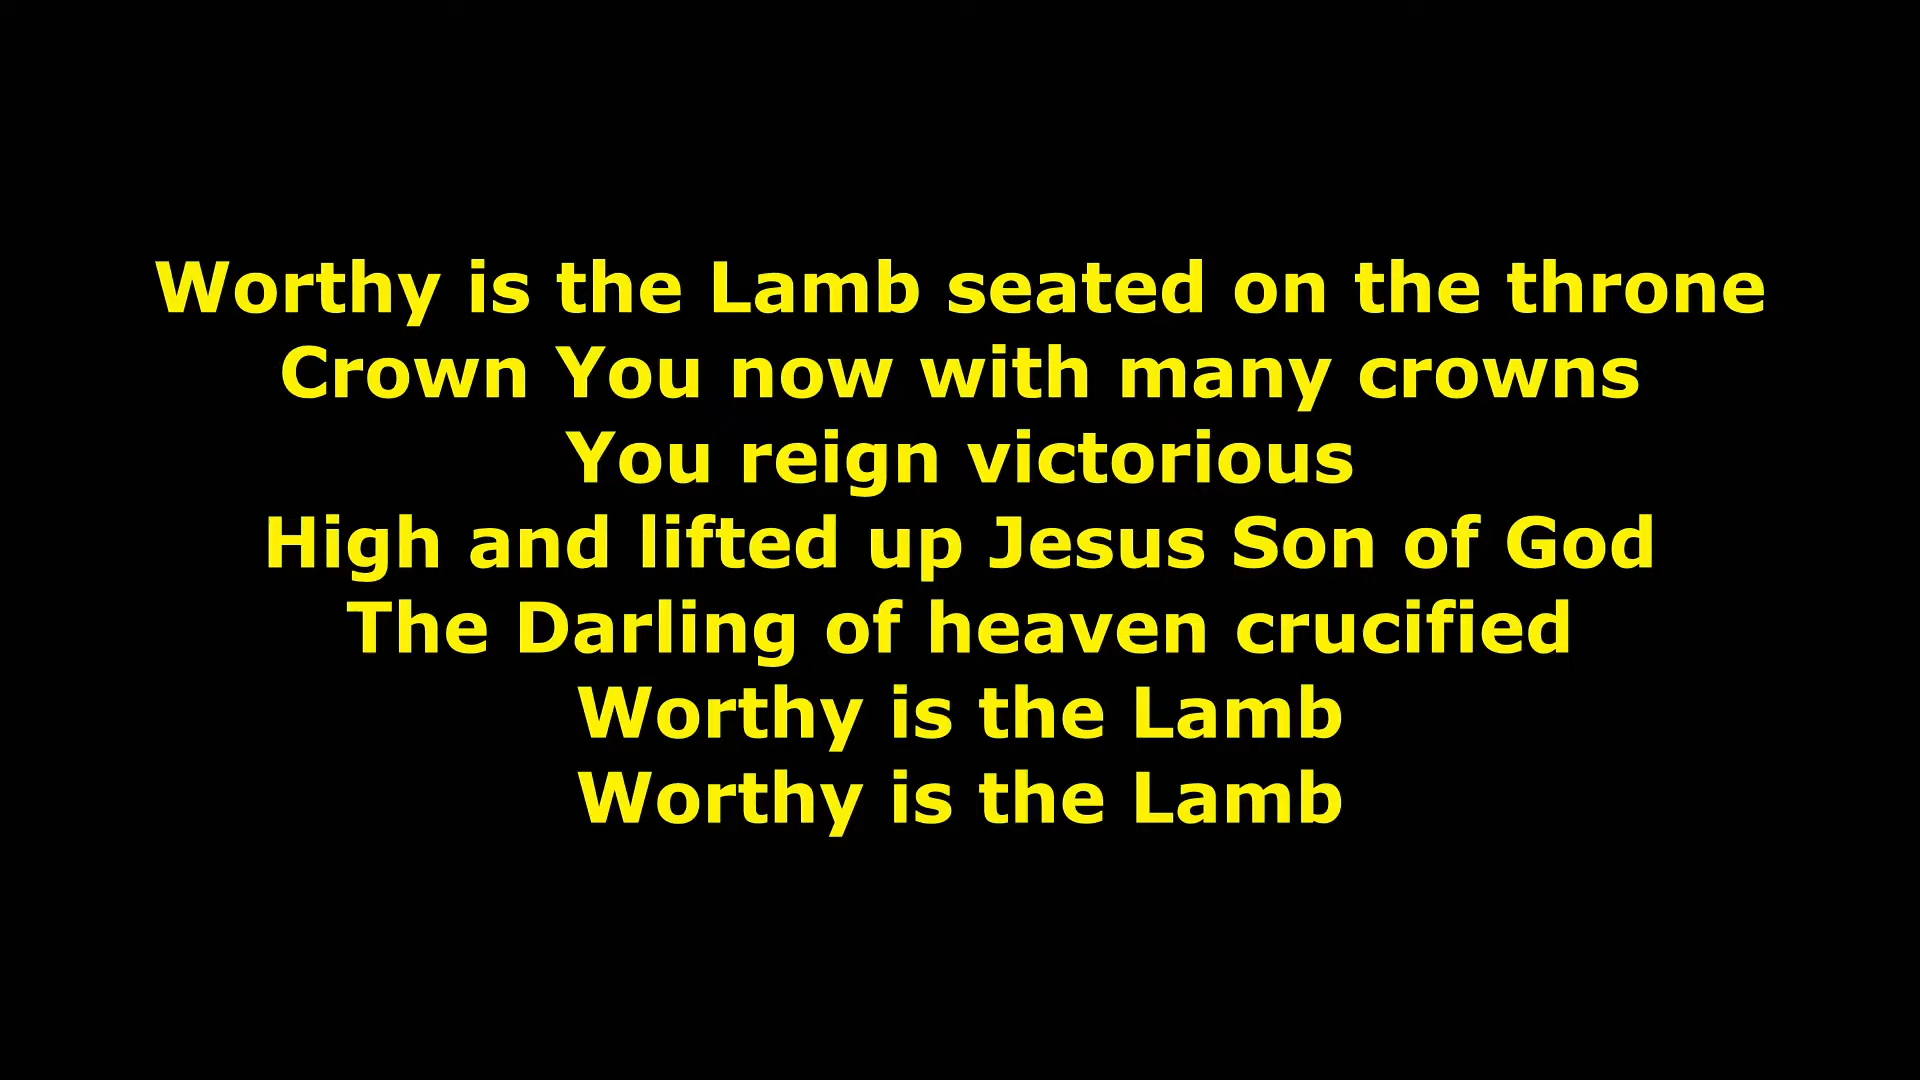 Worthy is the Lamb seated on the throne
Crown You now with many crowns
You reign victorious
High and lifted up Jesus Son of God
The Darling of heaven crucified
Worthy is the Lamb
Worthy is the Lamb